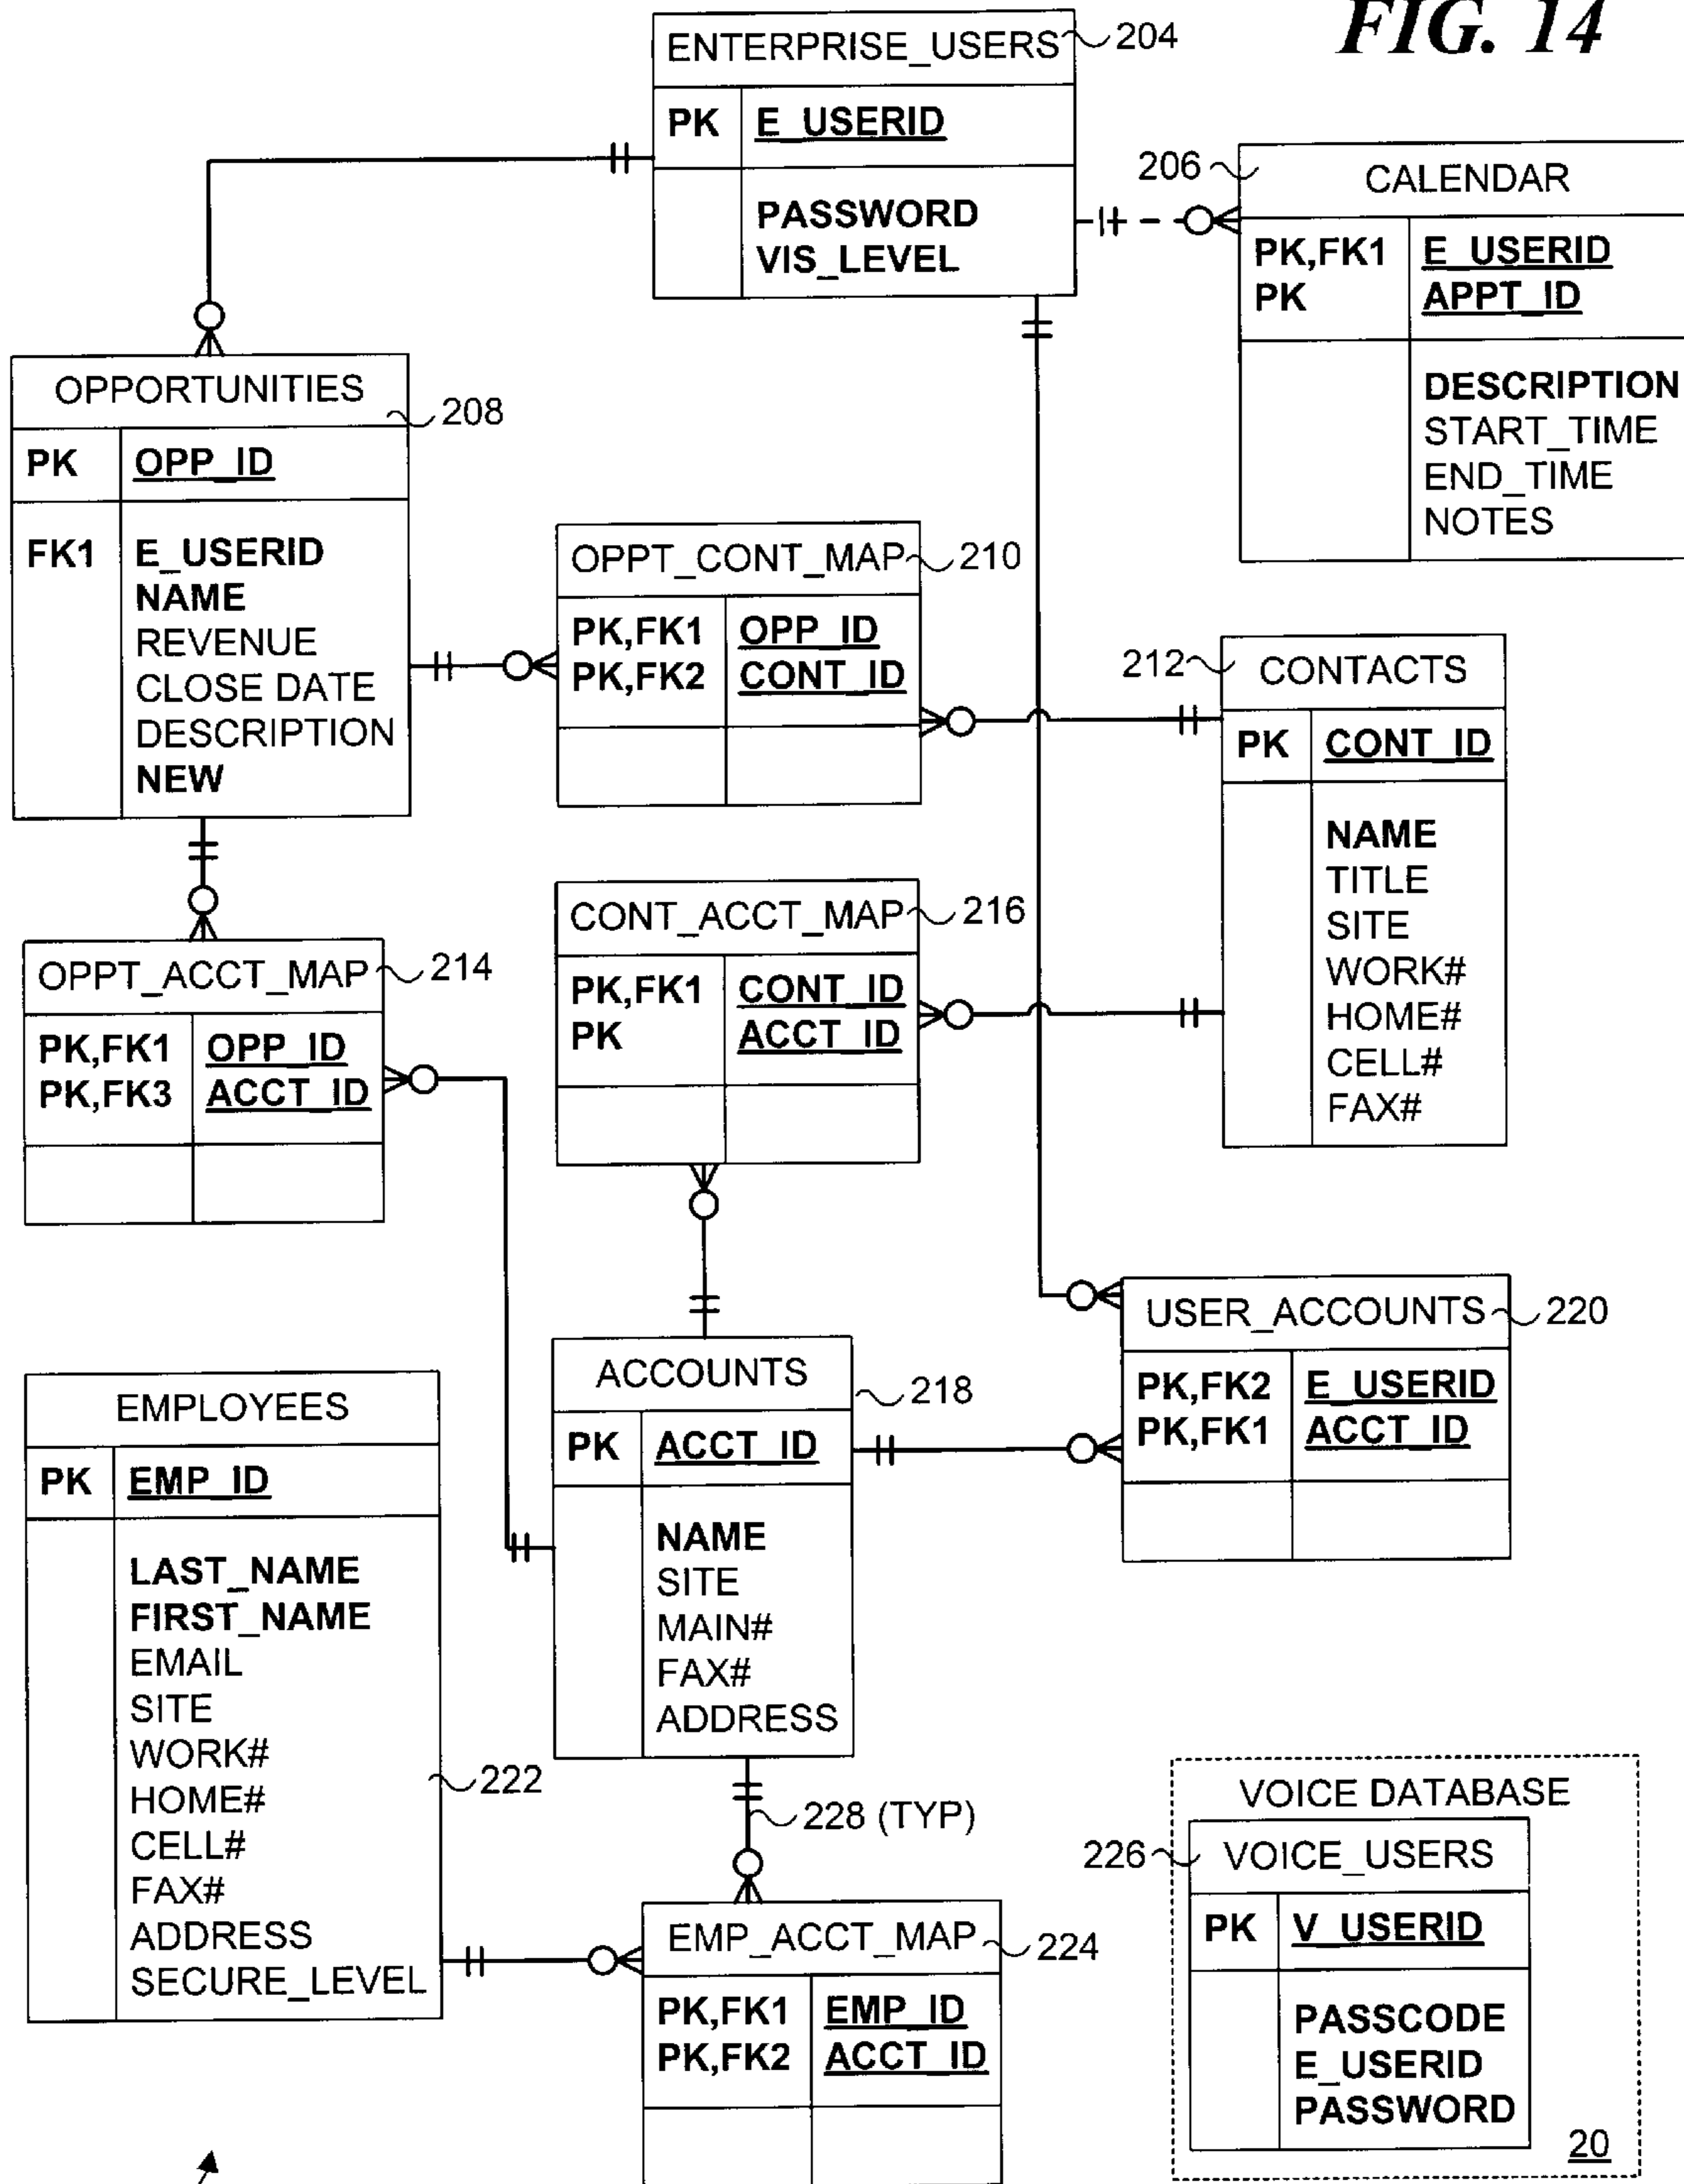 FIG. 14
ENTERPRISE_USERS 204
PK E_USERID
PASSWORD
VIS_LEVEL
206 CALENDAR
PK,FK1 E_USERID
PK APPT_ID
DESCRIPTION
START_TIME
END_TIME
NOTES
OPPORTUNITIES
208
PK OPP_ID
FK1 E_USERID
NAME
REVENUE
CLOSE DATE
DESCRIPTION
NEW
OPPT_CONT_MAP 210
PK,FK1 OPP_ID
PK,FK2 CONT_ID
212 CONTACTS
PK CONT_ID
NAME
TITLE
SITE
WORK#
HOME#
CELL#
FAX#
OPPT_ACCT_MAP 214
PK,FK1 OPP_ID
PK,FK3 ACCT_ID
CONT_ACCT_MAP 216
PK,FK1 CONT_ID
PK ACCT_ID
ACCOUNTS
218
PK ACCT_ID
NAME
SITE
MAIN#
FAX#
ADDRESS
USER_ACCOUNTS 220
PK,FK2 E_USERID
PK,FK1 ACCT_ID
EMPLOYEES
PK EMP_ID
LAST_NAME
FIRST_NAME
EMAIL
SITE
WORK#
HOME#
CELL#
FAX#
ADDRESS
SECURE_LEVEL
222
228 (TYP)
EMP_ACCT_MAP 224
PK,FK1 EMP_ID
PK,FK2 ACCT_ID
VOICE DATABASE
226 VOICE_USERS
PK V_USERID
PASSCODE
E_USERID
PASSWORD
20